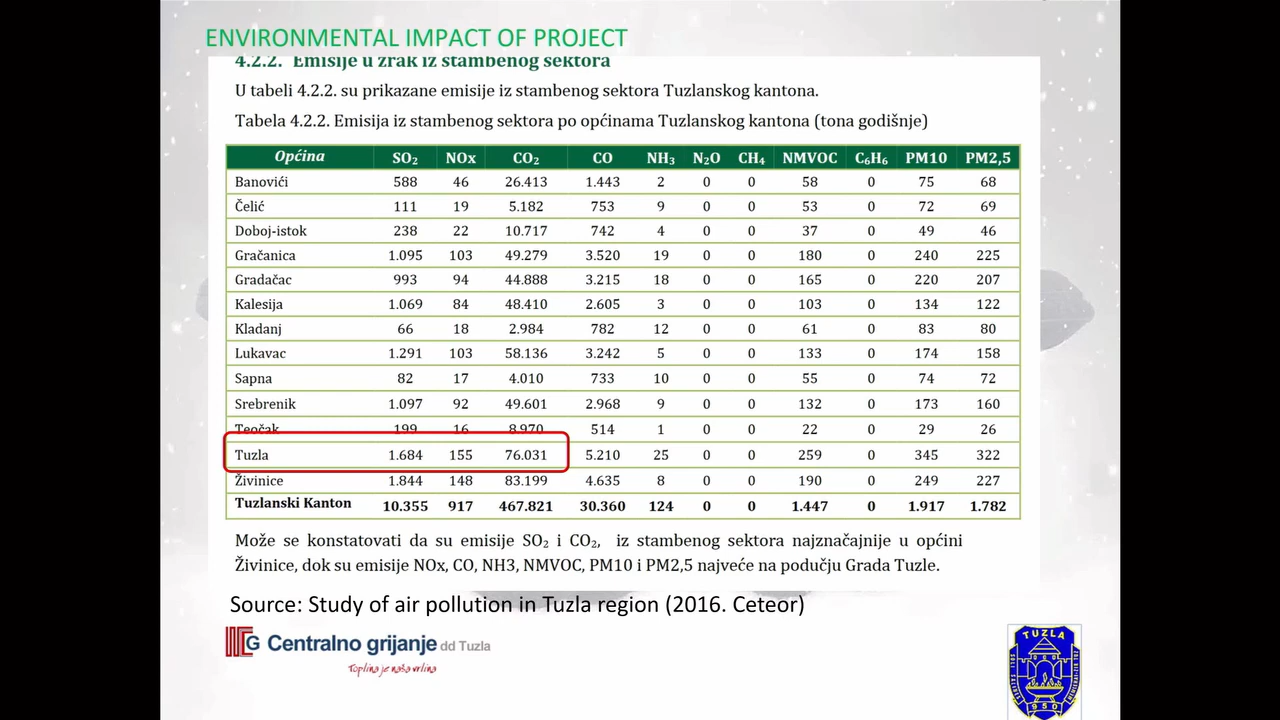 ENVIRONMENTAL IMPACT OF PROJECT
4.2.2. Emisije u zrak iz stambenog sektora
U tabeli 4.2.2. su prikazane emisije iz stambenog sektora Tuzlanskog kantona.
Tabela 4.2.2. Emisija iz stambenog sektora po općinama Tuzlanskog kantona (tona godišnje)
Općina SO₂ NOx CO₂ CO NH₃ N₂O CH₄ NMVOC C₆H₆ PM10 PM2,5
Banovići 588 46 26.413 1.443 2 0 0 58 0 75 68
Čelić 111 19 5.182 753 9 0 0 53 0 72 69
Doboj-istok 238 22 10.717 742 4 0 0 37 0 49 46
Gračanica 1.095 103 49.279 3.520 19 0 0 180 0 240 225
Gradačac 993 94 44.888 3.215 18 0 0 165 0 220 207
Kalesija 1.069 84 48.410 2.605 3 0 0 103 0 134 122
Kladanj 66 18 2.984 782 12 0 0 61 0 83 80
Lukavac 1.291 103 58.136 3.242 5 0 0 133 0 174 158
Sapna 82 17 4.010 733 10 0 0 55 0 74 72
Srebrenik 1.097 92 49.601 2.968 9 0 0 132 0 173 160
Teočak 199 16 8.970 514 1 0 0 22 0 29 26
Tuzla 1.684 155 76.031 5.210 25 0 0 259 0 345 322
Živinice 1.844 148 83.199 4.635 8 0 0 190 0 249 227
Tuzlanski Kanton 10.355 917 467.821 30.360 124 0 0 1.447 0 1.917 1.782
Može se konstatovati da su emisije SO₂ i CO₂, iz stambenog sektora najznačajnije u općini
Živinice, dok su emisije NOx, CO, NH3, NMVOC, PM10 i PM2,5 najveće na području Grada Tuzle.
Source: Study of air pollution in Tuzla region (2016. Ceteor)
Centralno grijanje dd Tuzla
Toplina je naša vrlina
TUZLA
950